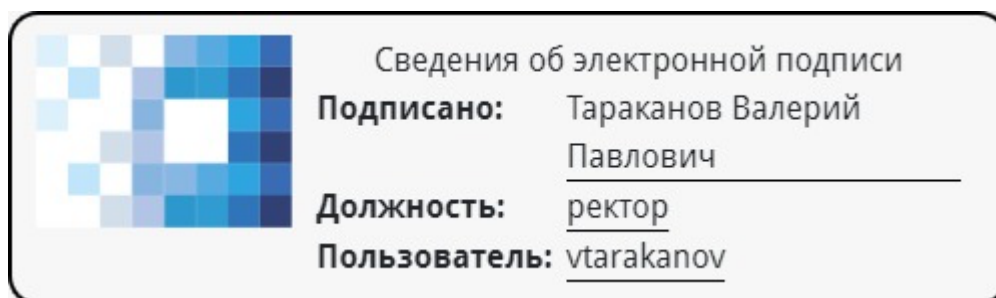 Сведения об электронной подписи
Подписано: Тараканов Валерий
Павлович
Должность: ректор
Пользователь: vtarakanov